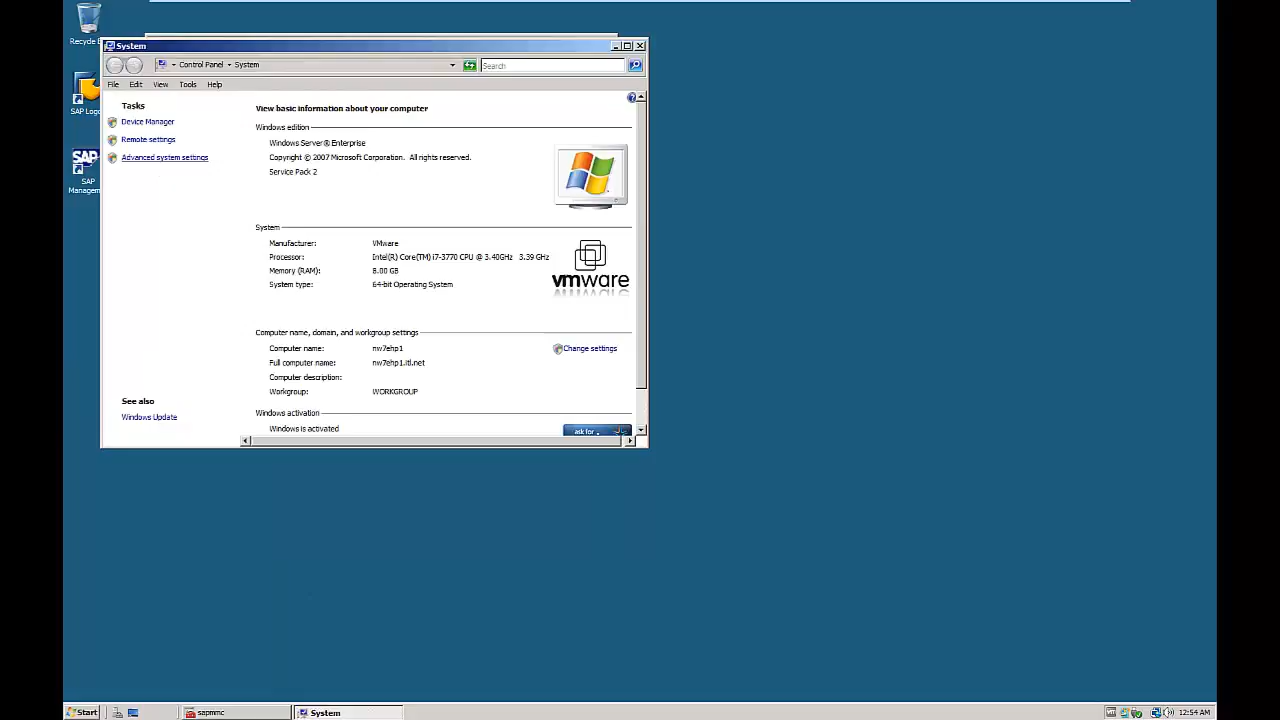 Recycle
SAP Logo
SAP
SAP
Managem
System
Control Panel
System
Search
File
Edit
View
Tools
Help
Tasks
Device Manager
Remote settings
Advanced system settings
See also
Windows Update
View basic information about your computer
Windows edition
Windows Server® Enterprise
Copyright © 2007 Microsoft Corporation. All rights reserved.
Service Pack 2
System
Manufacturer: VMware
Processor: Intel(R) Core(TM) i7-3770 CPU @ 3.40GHz 3.39 GHz
Memory (RAM): 8.00 GB
System type: 64-bit Operating System
vmware
Computer name, domain, and workgroup settings
Computer name: nw7ehp1
Change settings
Full computer name: nw7ehp1.itl.net
Computer description:
Workgroup: WORKGROUP
Windows activation
Windows is activated
ask for
Start
sapmmc
System
12:54 AM